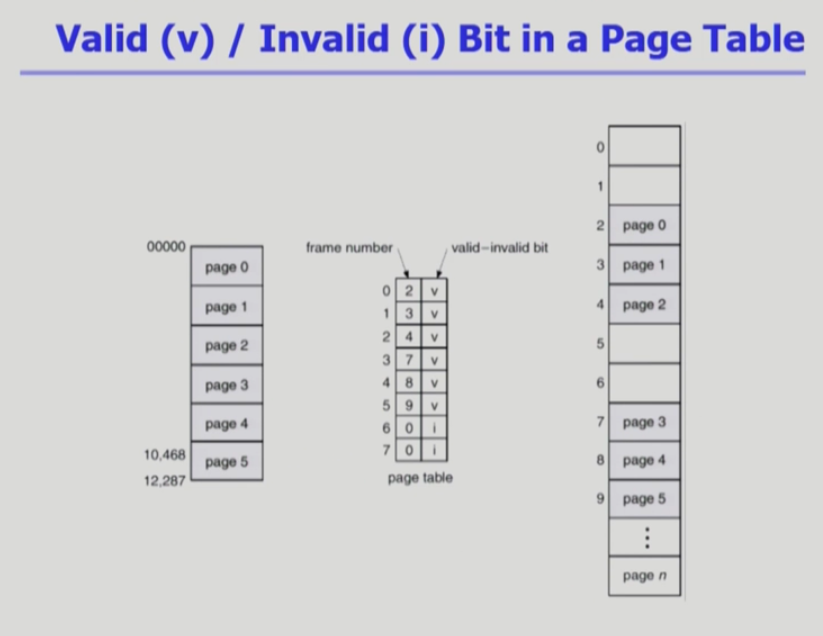 Valid (v) / Invalid (i) Bit in a Page Table
00000
page 0
page 1
page 2
page 3
page 4
10,468
page 5
12,287
frame number
valid–invalid bit
0 2 v
1 3 v
2 4 v
3 7 v
4 8 v
5 9 v
6 0 i
7 0 i
page table
0
1
2 page 0
3 page 1
4 page 2
5
6
7 page 3
8 page 4
9 page 5
⋮
page n